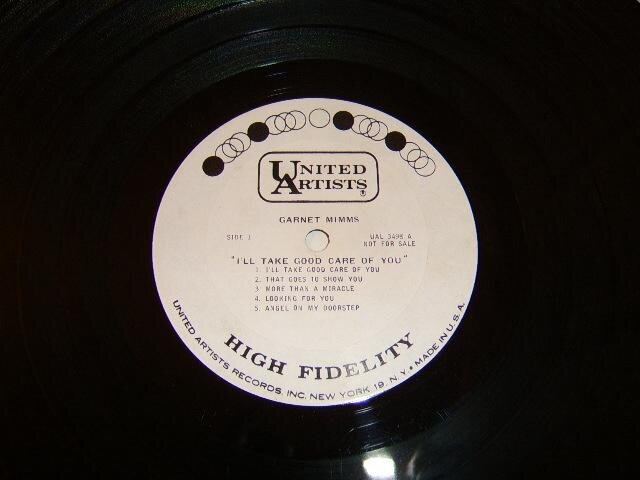 UNITED
ARTISTS®
GARNET MIMMS
SIDE 1
UAL 3498 A
NOT FOR SALE
"I'LL TAKE GOOD CARE OF YOU"
1. I'LL TAKE GOOD CARE OF YOU
2. THAT GOES TO SHOW YOU
3. MORE THAN A MIRACLE
4. LOOKING FOR YOU
5. ANGEL ON MY DOORSTEP
HIGH FIDELITY
UNITED ARTISTS RECORDS, INC. NEW YORK 19, N.Y. • MADE IN U.S.A.